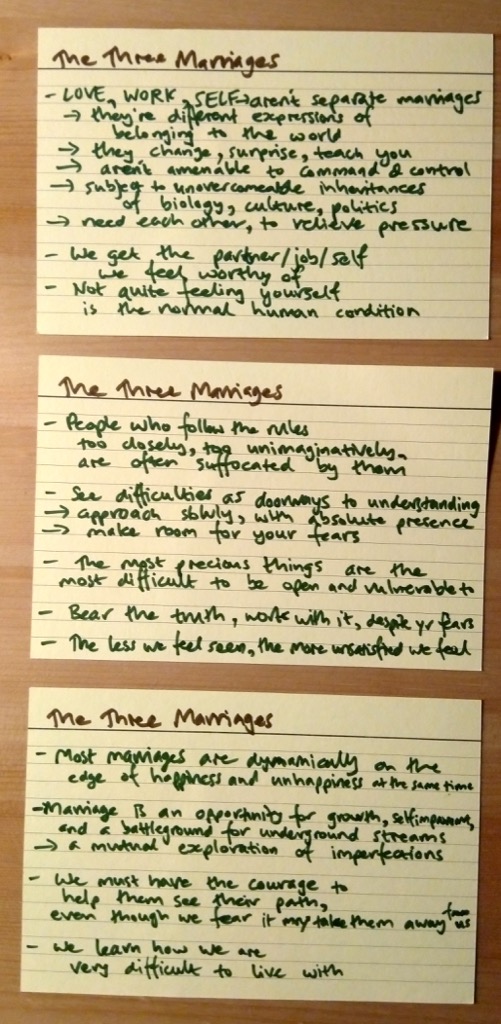 The Three Marriages
- LOVE, WORK, SELF → aren't separate marriages
→ they're different expressions of
belonging to the world
→ they change, surprise, teach you
→ aren't amenable to command & control
→ subject to unovercomeable inheritances
of biology, culture, politics
→ need each other, to relieve pressure
- We get the partner/job/self
we feel worthy of
- Not quite feeling yourself
is the normal human condition
The Three Marriages
- People who follow the rules
too closely, too unimaginatively,
are often suffocated by them
- See difficulties as doorways to understanding
→ approach slowly, with absolute presence
→ make room for your fears
- The most precious things are the
most difficult to be open and vulnerable to
- Bear the truth, work with it, despite yr fears
- The less we feel seen, the more unsatisfied we feel
The Three Marriages
- Most marriages are dynamically on the
edge of happiness and unhappiness at the same time
- Marriage is an opportunity for growth, self improvement,
and a battleground for underground streams
→ a mutual exploration of imperfections
- We must have the courage to
help them see their path,
even though we fear it may take them away from us
- we learn how we are
very difficult to live with